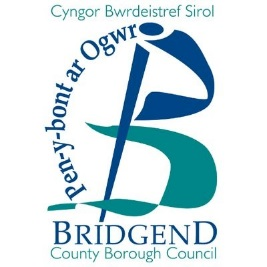 Cyngor Bwrdeistref Sirol
Pen-y-bont ar Ogwr
BRIDGEND
County Borough Council